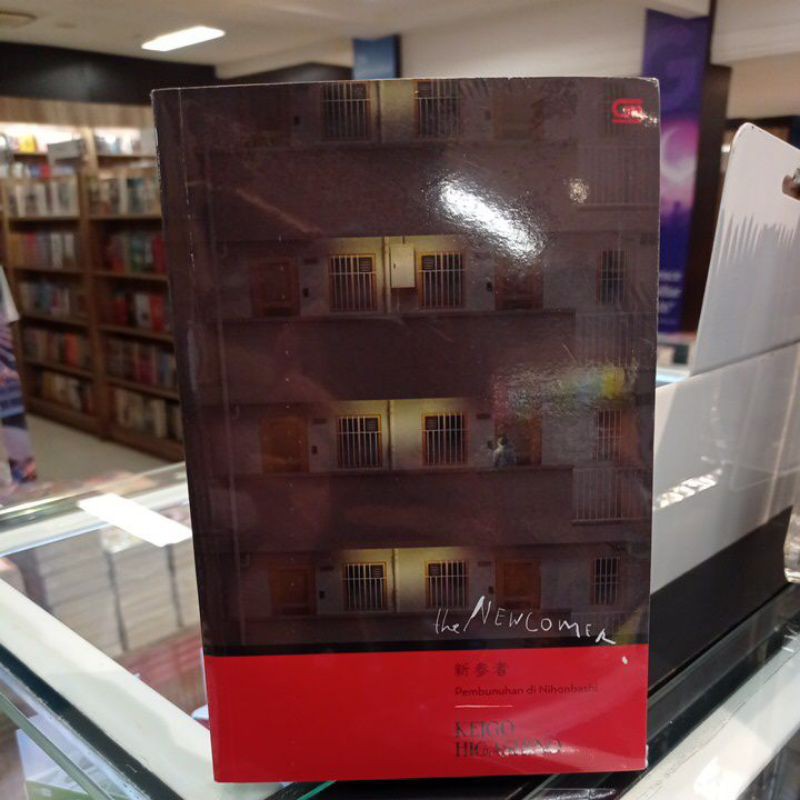 the NEWCOMER
新参者
Pembunuhan di Nihonbashi
KEIGO
HIGASHINO